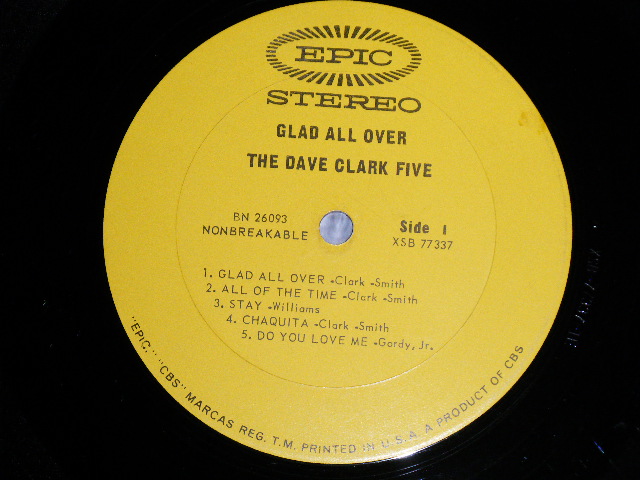 EPIC
STEREO
GLAD ALL OVER
THE DAVE CLARK FIVE
BN 26093
NONBREAKABLE
Side 1
XSB 77337
1. GLAD ALL OVER -Clark -Smith
2. ALL OF THE TIME -Clark -Smith
3. STAY -Williams
4. CHAQUITA -Clark -Smith
5. DO YOU LOVE ME -Gordy, Jr.
"EPIC," "CBS" MARCAS REG. T.M. PRINTED IN U.S.A. A PRODUCT OF CBS